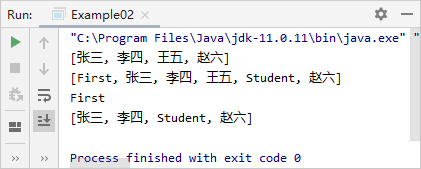 Run: Example02
"C:\Program Files\Java\jdk-11.0.11\bin\java.exe" "
[张三, 李四, 王五, 赵六]
[First, 张三, 李四, 王五, Student, 赵六]
First
[张三, 李四, Student, 赵六]
Process finished with exit code 0